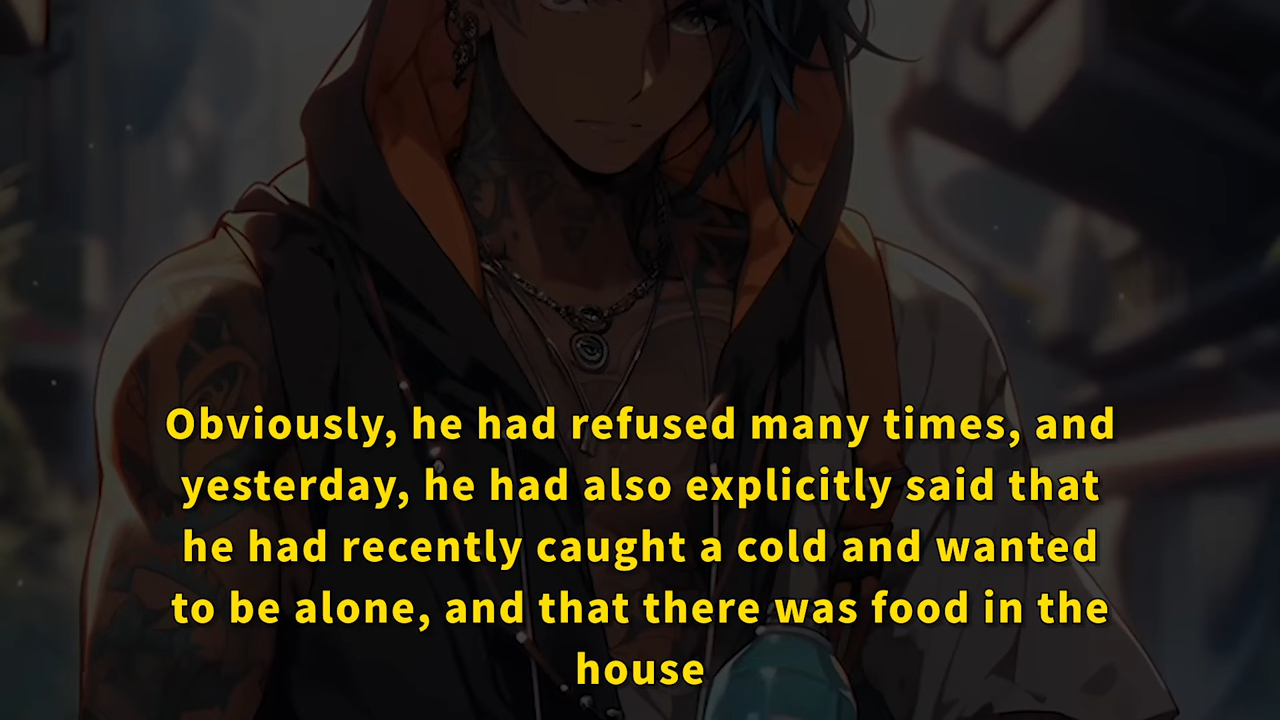 Obviously, he had refused many times, and
yesterday, he had also explicitly said that
he had recently caught a cold and wanted
to be alone, and that there was food in the
house